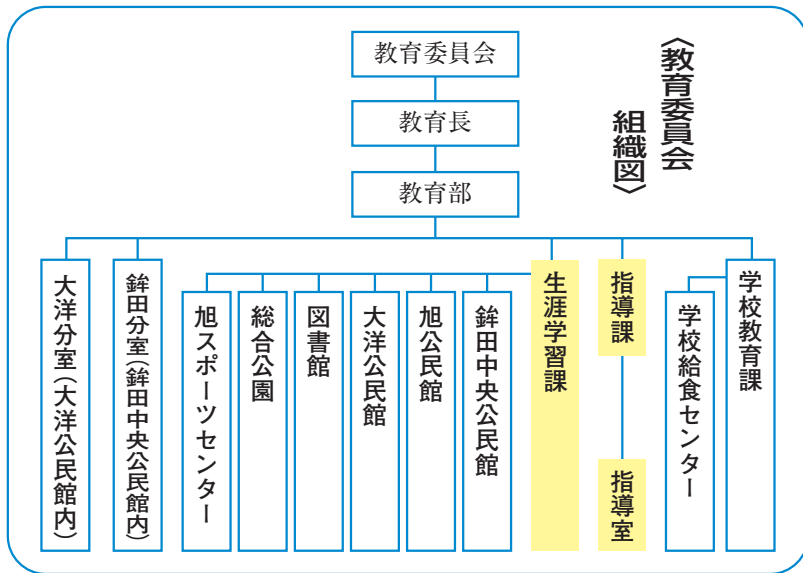 〈教育委員会
組織図〉
教育委員会
教育長
教育部
学校教育課
学校給食センター
指導課
指導室
生涯学習課
鉾田中央公民館
旭公民館
大洋公民館
図書館
総合公園
旭スポーツセンター
鉾田分室(鉾田中央公民館内)
大洋分室(大洋公民館内)